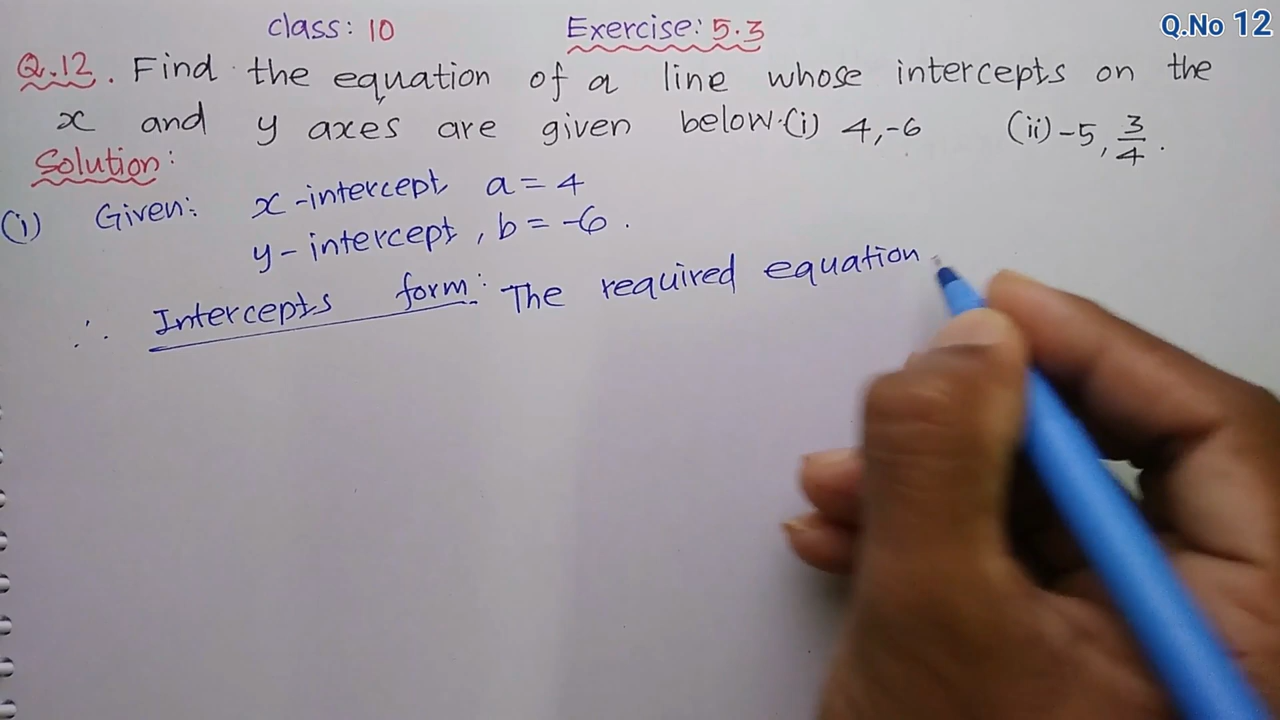 class: 10 Exercise: 5.3 Q.No 12
Q.12. Find the equation of a line whose intercepts on the
x and y axes are given below. (i) 4, -6 (ii) -5, 3/4.
Solution:
(i) Given: x-intercept, a = 4
y-intercept, b = -6.
∴ Intercepts form: The required equation